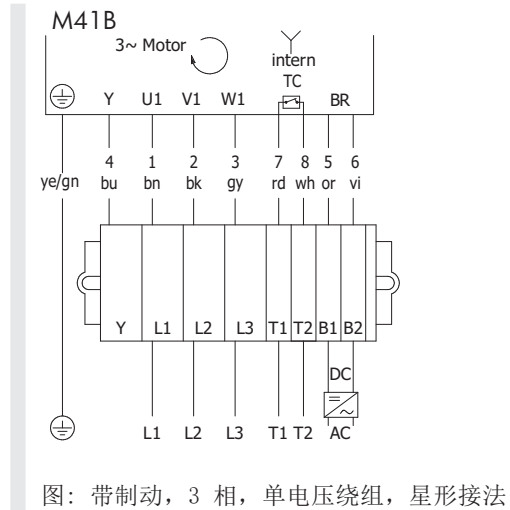 M41B
3~ Motor
intern
TC
Y U1 V1 W1 BR
4 1 2 3 7 8 5 6
ye/gn bu bn bk gy rd wh or vi
Y L1 L2 L3 T1 T2 B1 B2
DC
L1 L2 L3 T1 T2 AC
图: 带制动, 3 相, 单电压绕组, 星形接法